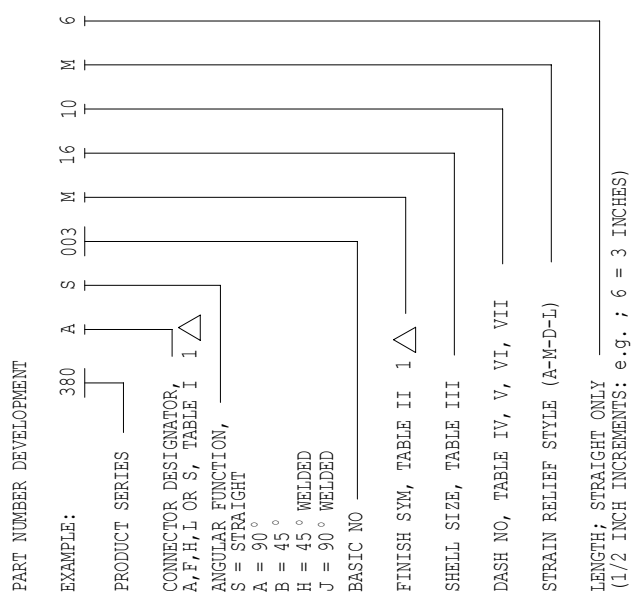 PART NUMBER DEVELOPMENT
EXAMPLE: 380 A S 003 M 16 10 M 6
PRODUCT SERIES
CONNECTOR DESIGNATOR,
A,F,H,L OR S, TABLE I 1
ANGULAR FUNCTION,
S = STRAIGHT
A = 90°
B = 45°
H = 45° WELDED
J = 90° WELDED
BASIC NO
FINISH SYM, TABLE II 1
SHELL SIZE, TABLE III
DASH NO, TABLE IV, V, VI, VII
STRAIN RELIEF STYLE (A-M-D-L)
LENGTH; STRAIGHT ONLY
(1/2 INCH INCREMENTS: e.g. ; 6 = 3 INCHES)